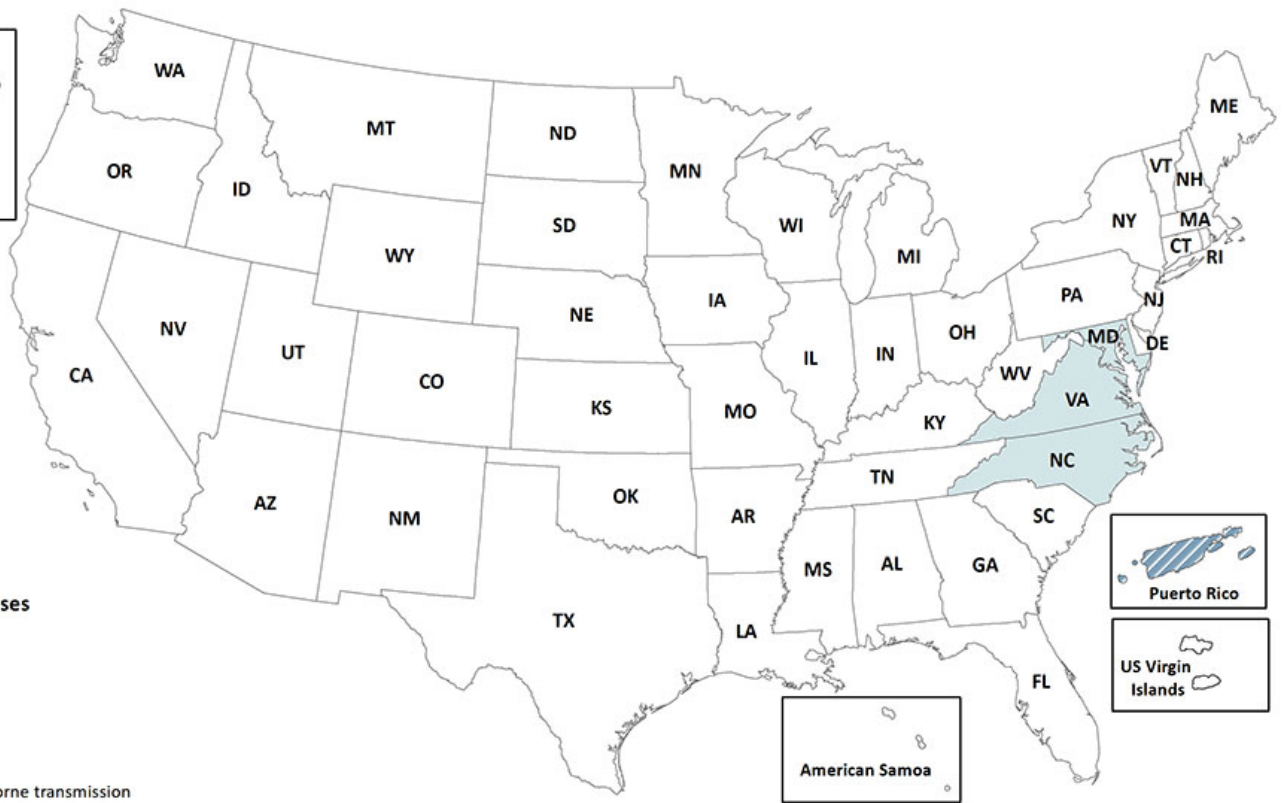 WA
MT
ND
MN
OR
ID
SD
WI
MI
ME
VT
NH
NY
MA
CT
RI
WY
IA
PA
NJ
NE
NV
UT
CO
CA
IL
IN
OH
MD
DE
WV
VA
KS
MO
KY
NC
TN
OK
AR
SC
AZ
NM
MS
AL
GA
Puerto Rico
TX
LA
FL
US Virgin
Islands
American Samoa
ses
orne transmission